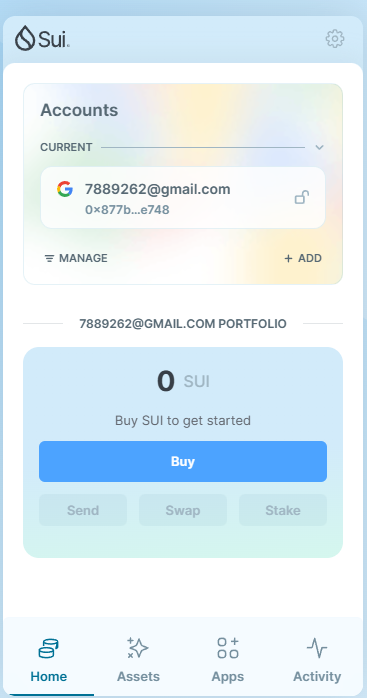 Sui
Accounts
CURRENT
7889262@gmail.com
0×877b...e748
MANAGE
+ ADD
7889262@GMAIL.COM PORTFOLIO
0 SUI
Buy SUI to get started
Buy
Send Swap Stake
Home Assets Apps Activity